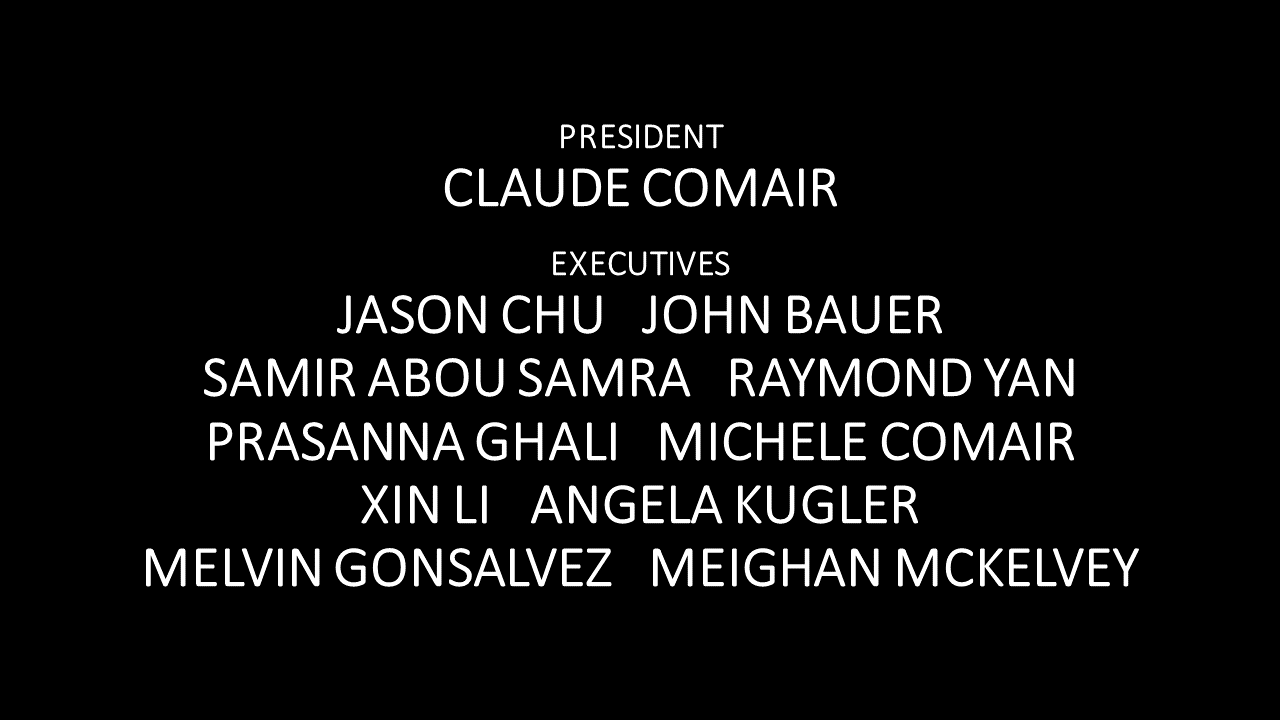 PRESIDENT
CLAUDE COMAIR
EXECUTIVES
JASON CHU JOHN BAUER
SAMIR ABOU SAMRA RAYMOND YAN
PRASANNA GHALI MICHELE COMAIR
XIN LI ANGELA KUGLER
MELVIN GONSALVEZ MEIGHAN MCKELVEY